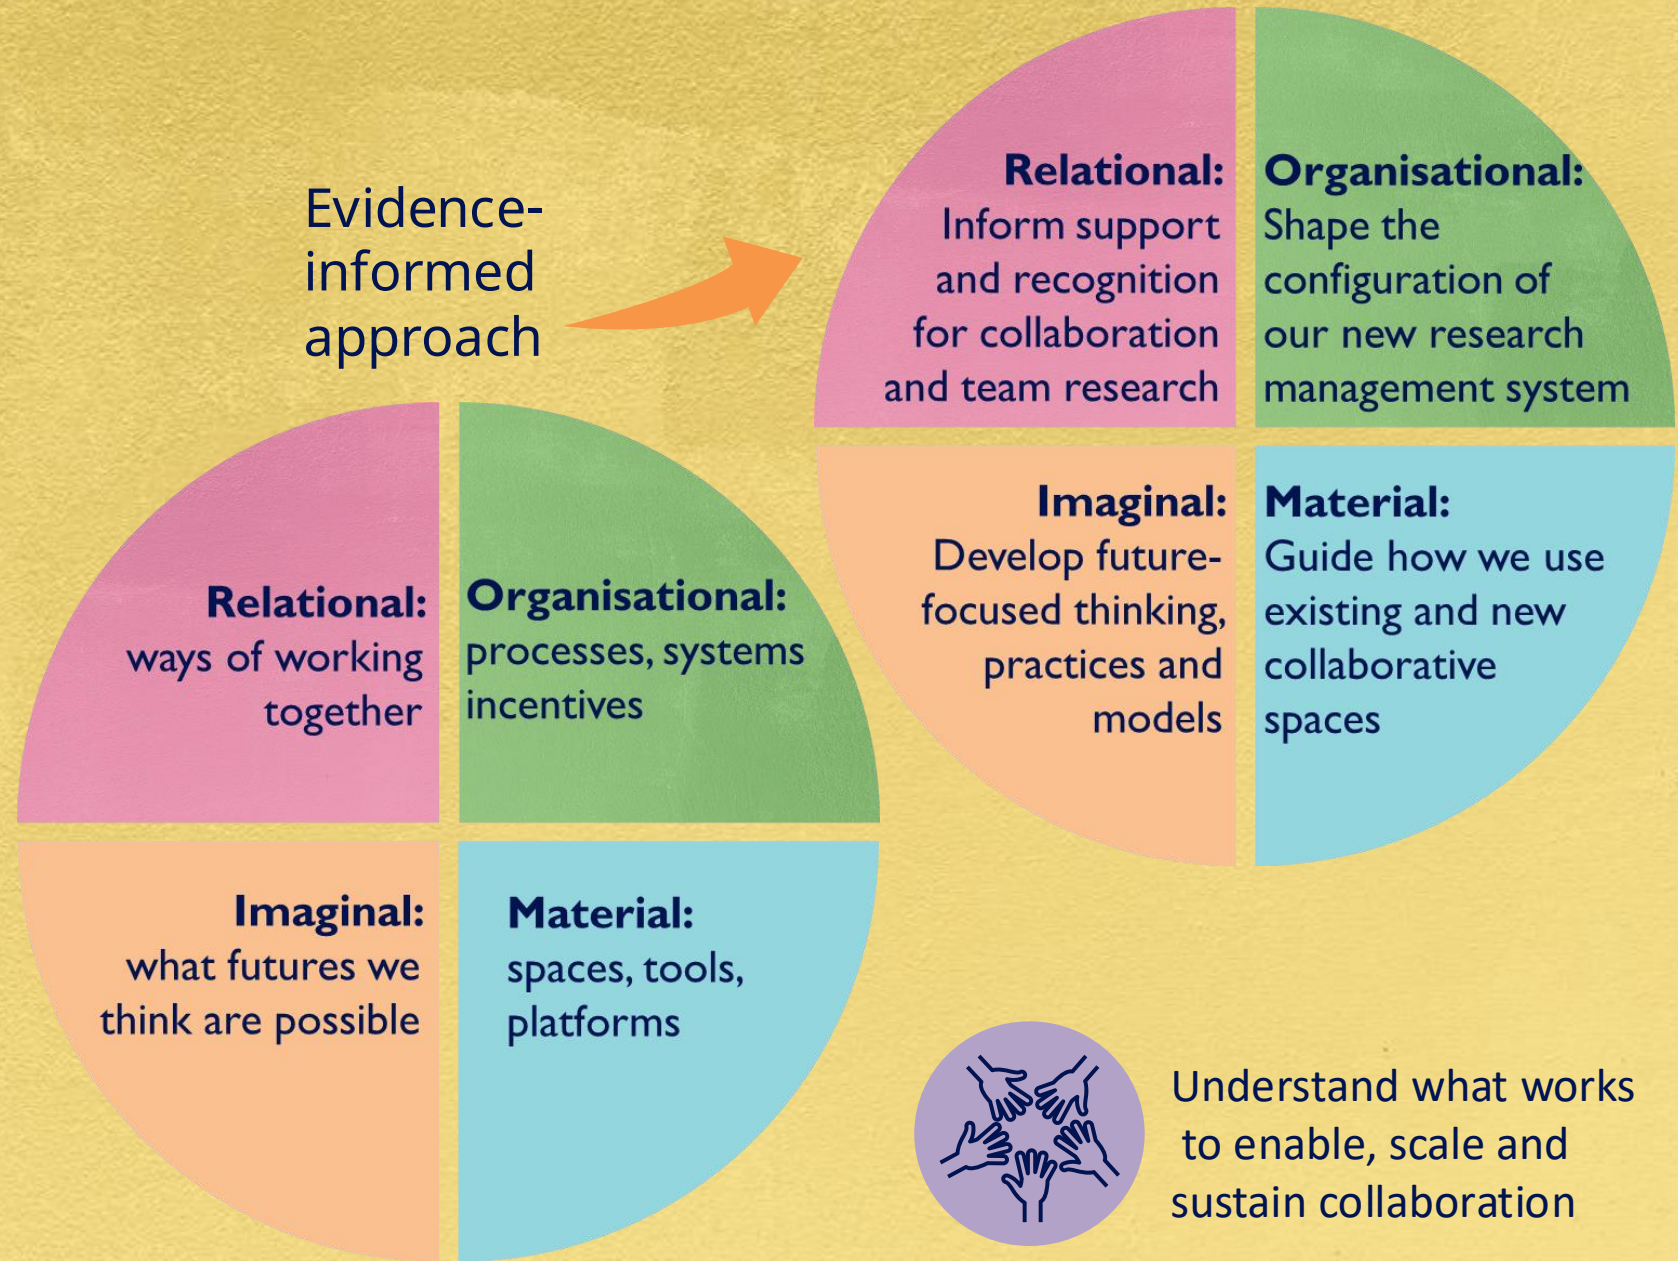 Evidence-
informed
approach
Relational:
Inform support
and recognition
for collaboration
and team research
Organisational:
Shape the
configuration of
our new research
management system
Imaginal:
Develop future-
focused thinking,
practices and
models
Material:
Guide how we use
existing and new
collaborative
spaces
Relational:
ways of working
together
Organisational:
processes, systems
incentives
Imaginal:
what futures we
think are possible
Material:
spaces, tools,
platforms
Understand what works
to enable, scale and
sustain collaboration